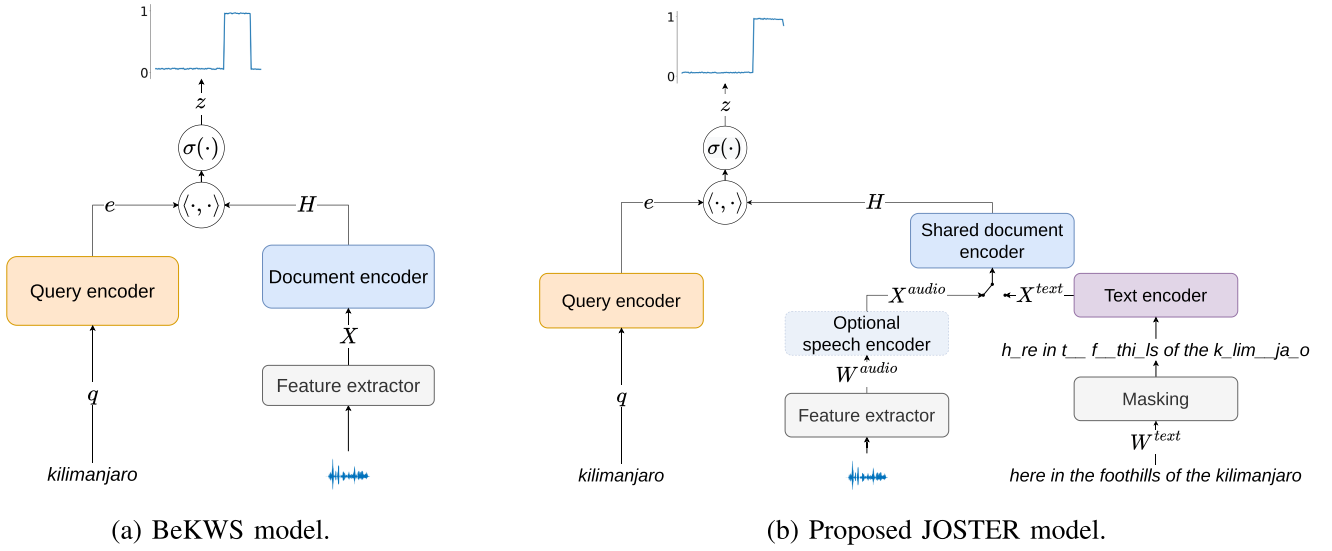 1
0
z
σ(·)
⟨·,·⟩
e
H
Query encoder
Document encoder
X
Feature extractor
q
kilimanjaro
(a) BeKWS model.
1
0
z
σ(·)
⟨·,·⟩
e
H
Shared document
encoder
Query encoder
X^{audio}
X^{text}
Text encoder
Optional
speech encoder
h_re in t__ f__thi_ls of the k_lim__ja_o
W^{audio}
q
Feature extractor
Masking
W^{text}
kilimanjaro
here in the foothills of the kilimanjaro
(b) Proposed JOSTER model.